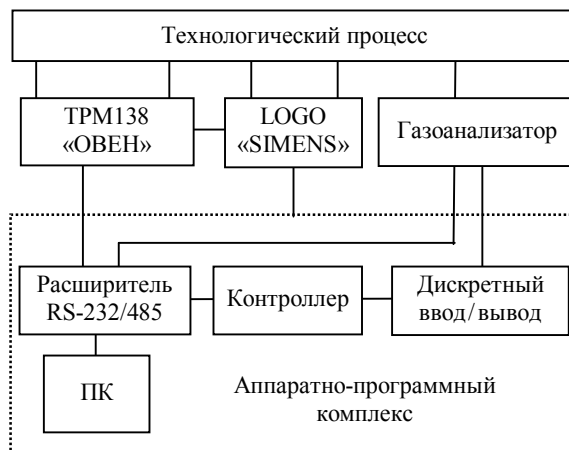 Технологический процесс
ТРМ138
«ОВЕН»
LOGO
«SIMENS»
Газоанализатор
Расширитель
RS-232/485
Контроллер
Дискретный
ввод/вывод
ПК
Аппаратно-программный
комплекс